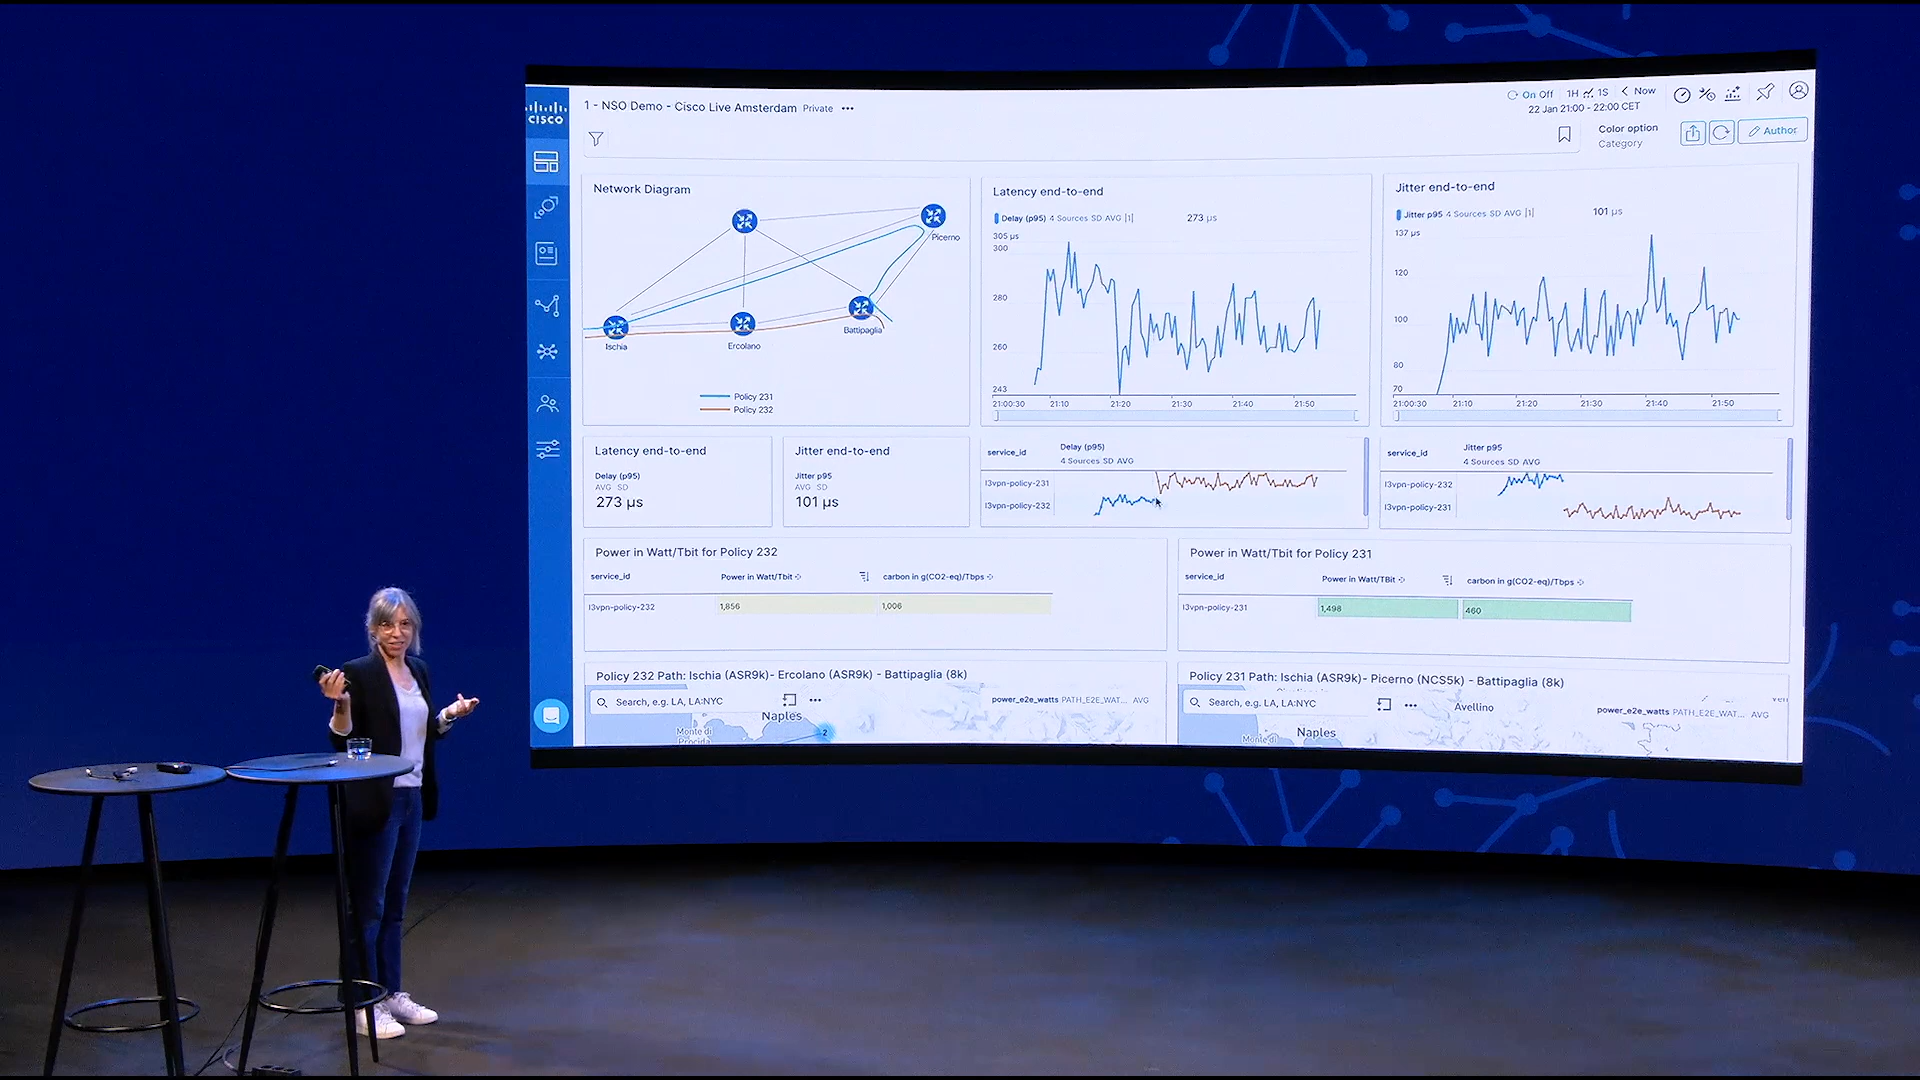 CISCO
1 - NSO Demo - Cisco Live Amsterdam Private
On Off 1H 1S Now
22 Jan 21:00 - 22:00 CET
Color option
Category
Author
Network Diagram
Picerno
Battipaglia
Ischia
Ercolano
Policy 231
Policy 232
Latency end-to-end
Delay (p95) 4 Sources SD AVG |1| 273 µs
305 µs
300
280
260
243
21:00:30 21:10 21:20 21:30 21:40 21:50
Jitter end-to-end
Jitter p95 4 Sources SD AVG |1| 101 µs
137 µs
120
100
80
70
21:00:30 21:10 21:20 21:30 21:40 21:50
Latency end-to-end
Delay (p95)
AVG SD
273 µs
Jitter end-to-end
Jitter p95
AVG SD
101 µs
service_id Delay (p95)
4 Sources SD AVG
l3vpn-policy-231
l3vpn-policy-232
service_id Jitter p95
4 Sources SD AVG
l3vpn-policy-232
l3vpn-policy-231
Power in Watt/Tbit for Policy 232
service_id Power in Watt/Tbit carbon in g(CO2-eq)/Tbps
l3vpn-policy-232 1,856 1,006
Power in Watt/Tbit for Policy 231
service_id Power in Watt/TBit carbon in g(CO2-eq)/Tbps
l3vpn-policy-231 1,498 460
Policy 232 Path: Ischia (ASR9k)- Ercolano (ASR9k) - Battipaglia (8k)
Search, e.g. LA, LA:NYC
power_e2e_watts PATH_E2E_WAT... AVG
Naples
Monte di
Procida
2
Policy 231 Path: Ischia (ASR9k)- Picerno (NCS5k) - Battipaglia (8k)
Search, e.g. LA, LA:NYC
Avellino
power_e2e_watts PATH_E2E_WAT... AVG
Naples
Monte di